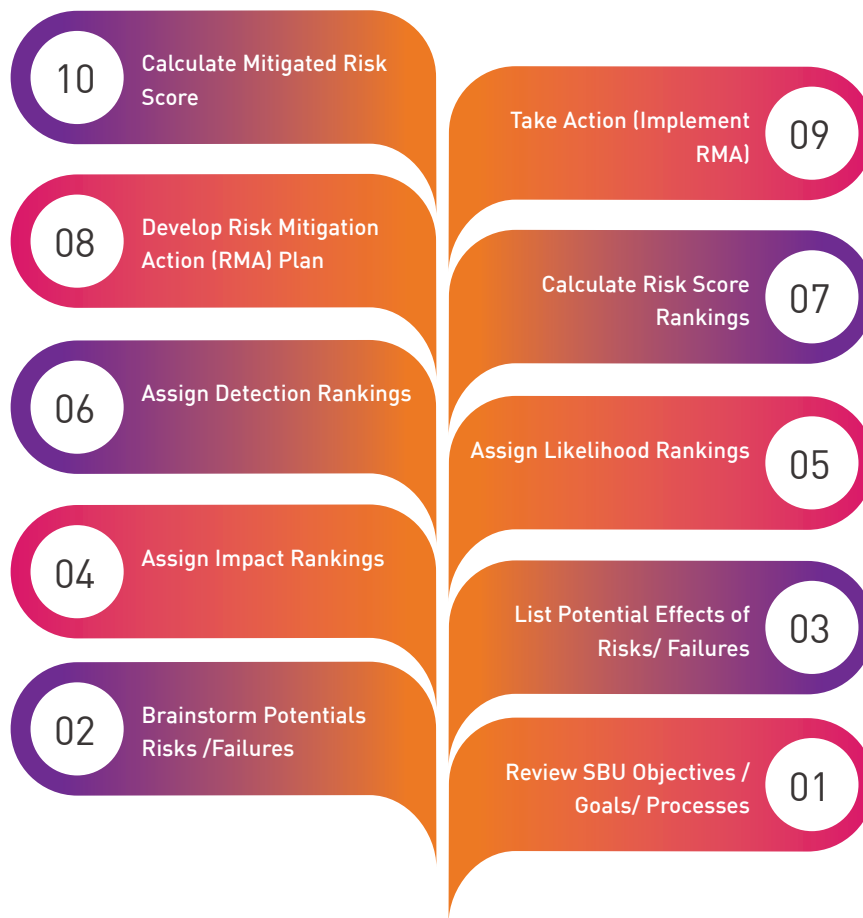 10
Calculate Mitigated Risk
Score
09
Take Action (Implement
RMA)
08
Develop Risk Mitigation
Action (RMA) Plan
07
Calculate Risk Score
Rankings
06
Assign Detection Rankings
05
Assign Likelihood Rankings
04
Assign Impact Rankings
03
List Potential Effects of
Risks/ Failures
02
Brainstorm Potentials
Risks /Failures
01
Review SBU Objectives /
Goals/ Processes